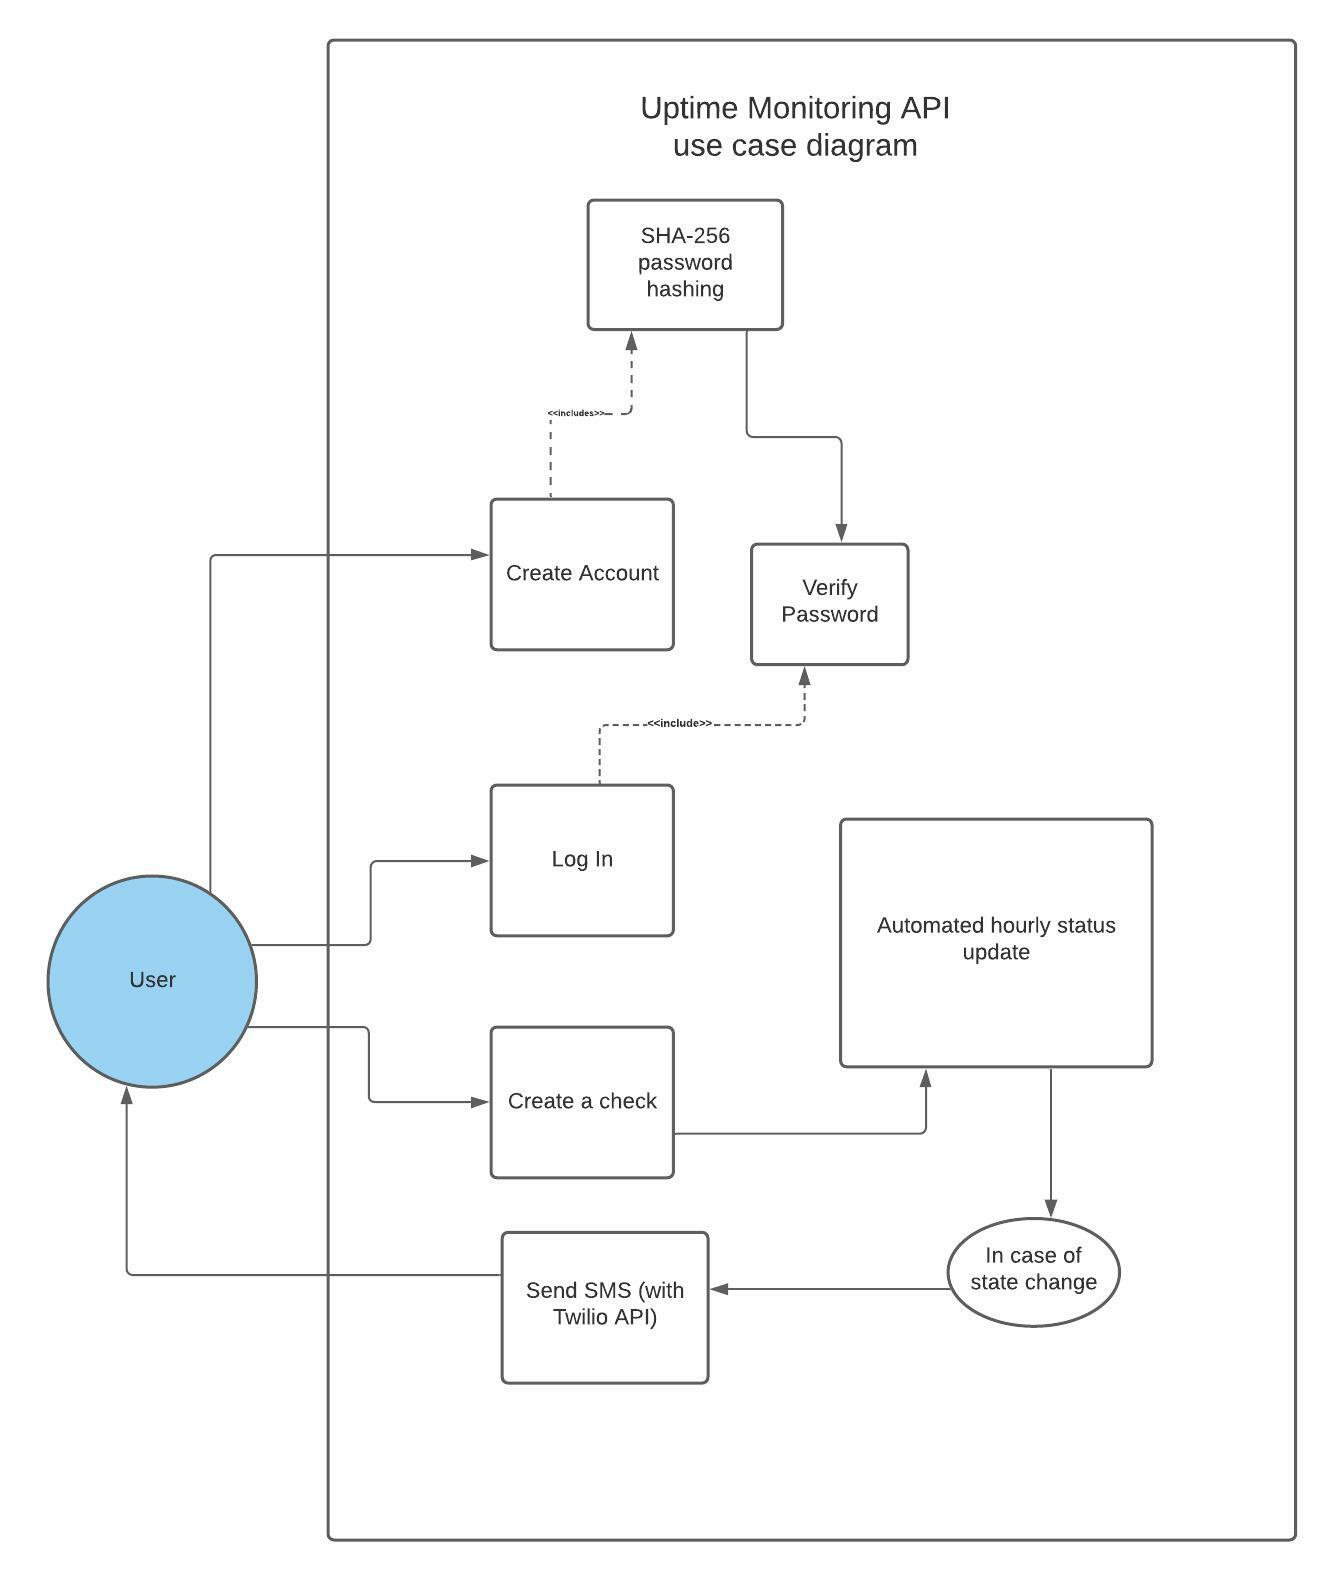 Uptime Monitoring API
use case diagram
SHA-256
password
hashing
<<includes>>
Create Account
Verify
Password
<<include>>
Log In
Automated hourly status
update
User
Create a check
In case of
state change
Send SMS (with
Twilio API)